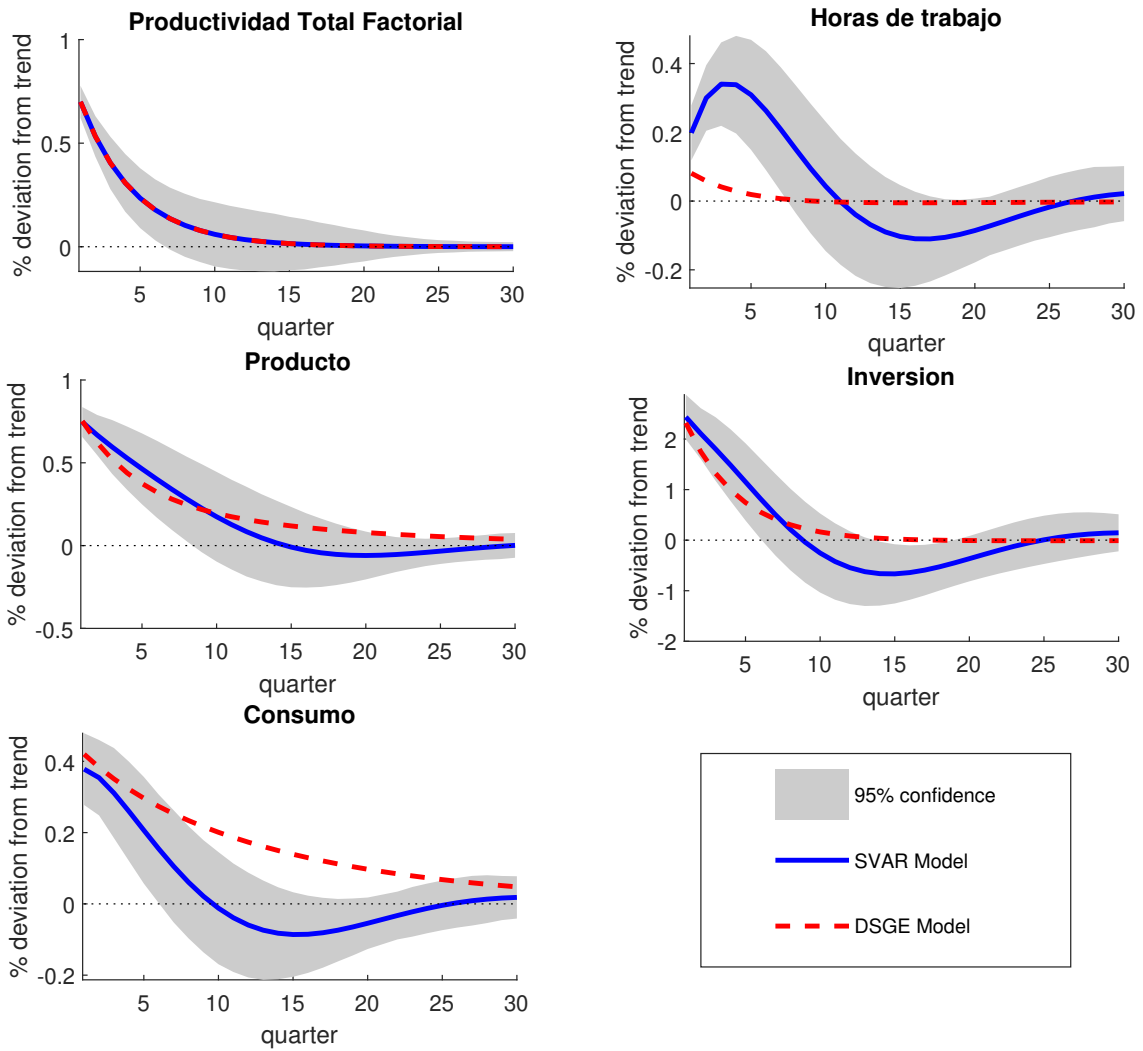 Productividad Total Factorial
% deviation from trend
1
0.5
0
5 10 15 20 25 30
quarter
Horas de trabajo
% deviation from trend
0.4
0.2
0
-0.2
5 10 15 20 25 30
quarter
Producto
% deviation from trend
1
0.5
0
-0.5
5 10 15 20 25 30
quarter
Inversion
% deviation from trend
2
1
0
-1
-2
5 10 15 20 25 30
quarter
Consumo
% deviation from trend
0.4
0.2
0
-0.2
5 10 15 20 25 30
quarter
95% confidence
SVAR Model
DSGE Model